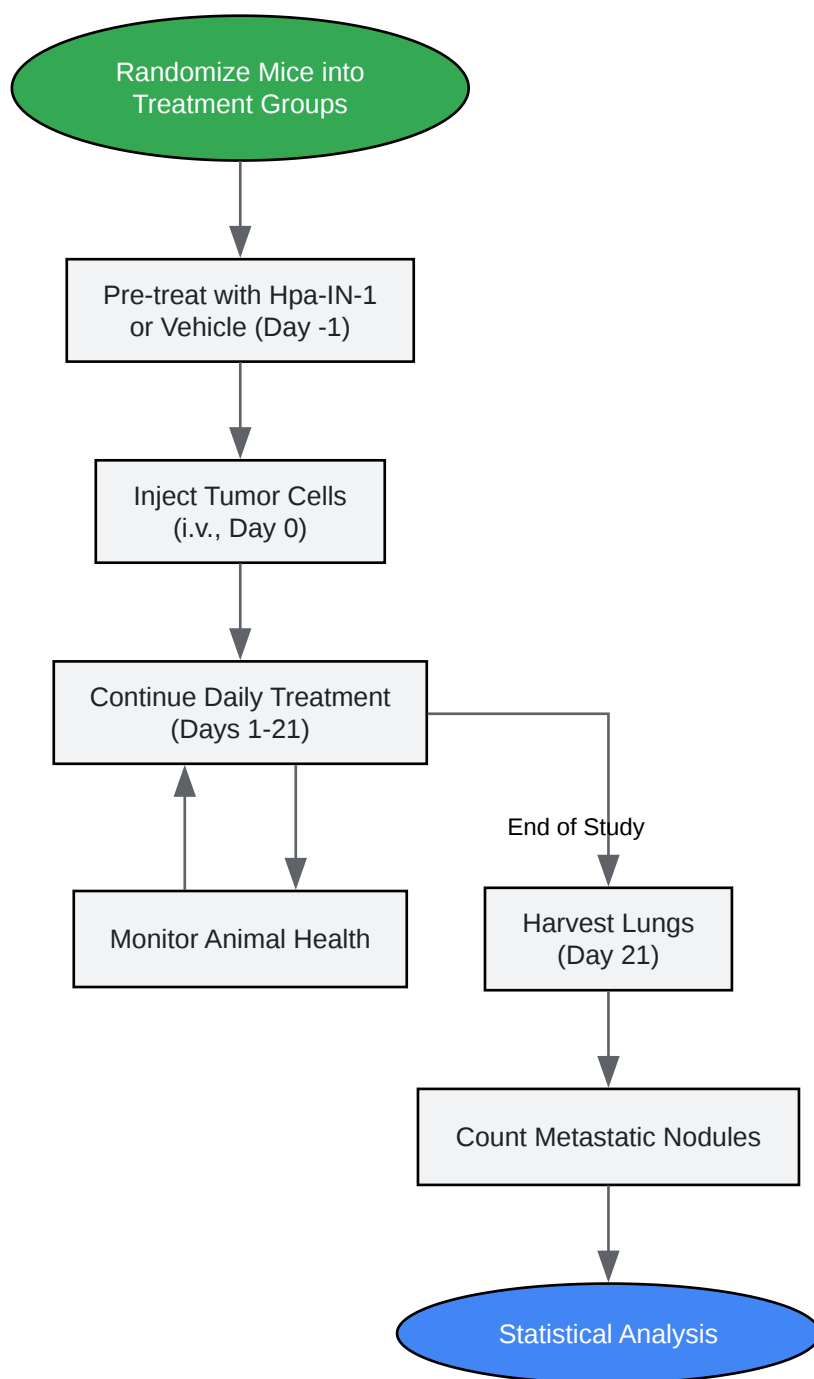 Randomize Mice into
Treatment Groups
Pre-treat with Hpa-IN-1
or Vehicle (Day -1)
Inject Tumor Cells
(i.v., Day 0)
Continue Daily Treatment
(Days 1-21)
End of Study
Monitor Animal Health
Harvest Lungs
(Day 21)
Count Metastatic Nodules
Statistical Analysis